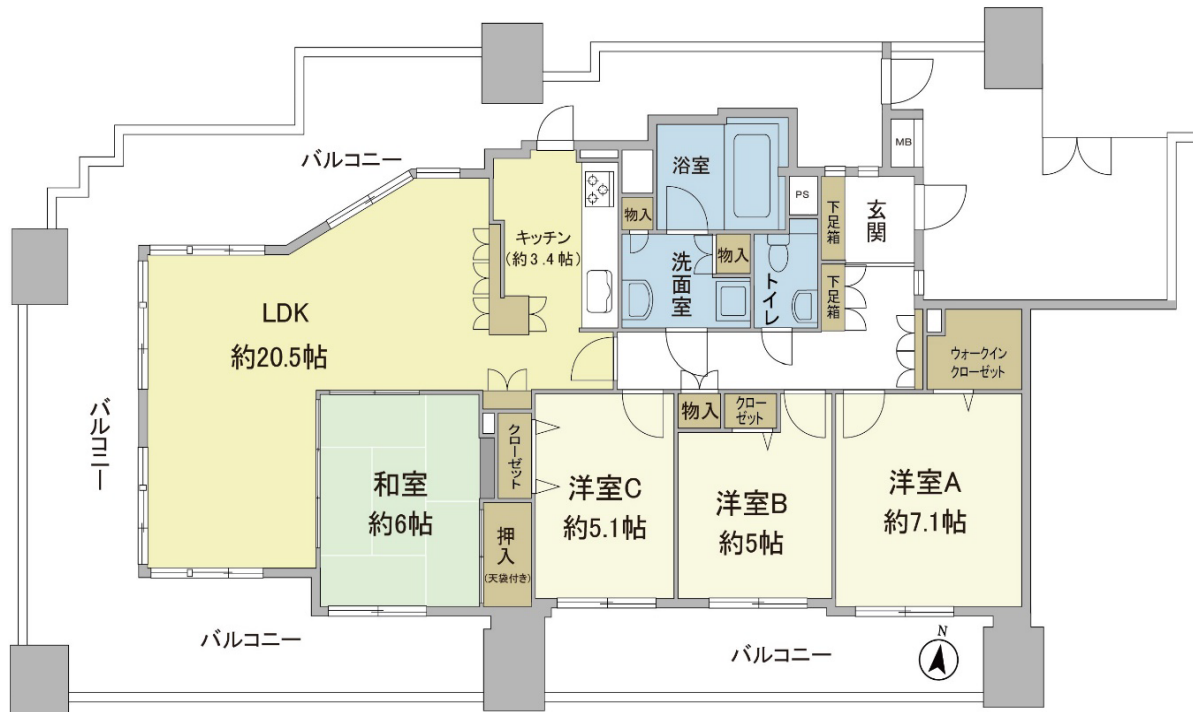 バルコニー
浴室
MB
PS
下足箱
玄関
物入
キッチン
(約3.4帖)
洗面室
物入
トイレ
下足箱
LDK
約20.5帖
ウォークイン
クローゼット
バルコニー
物入
クロー
ゼット
クローゼット
和室
約6帖
洋室C
約5.1帖
洋室B
約5帖
洋室A
約7.1帖
押入
(天袋付き)
バルコニー
バルコニー
N